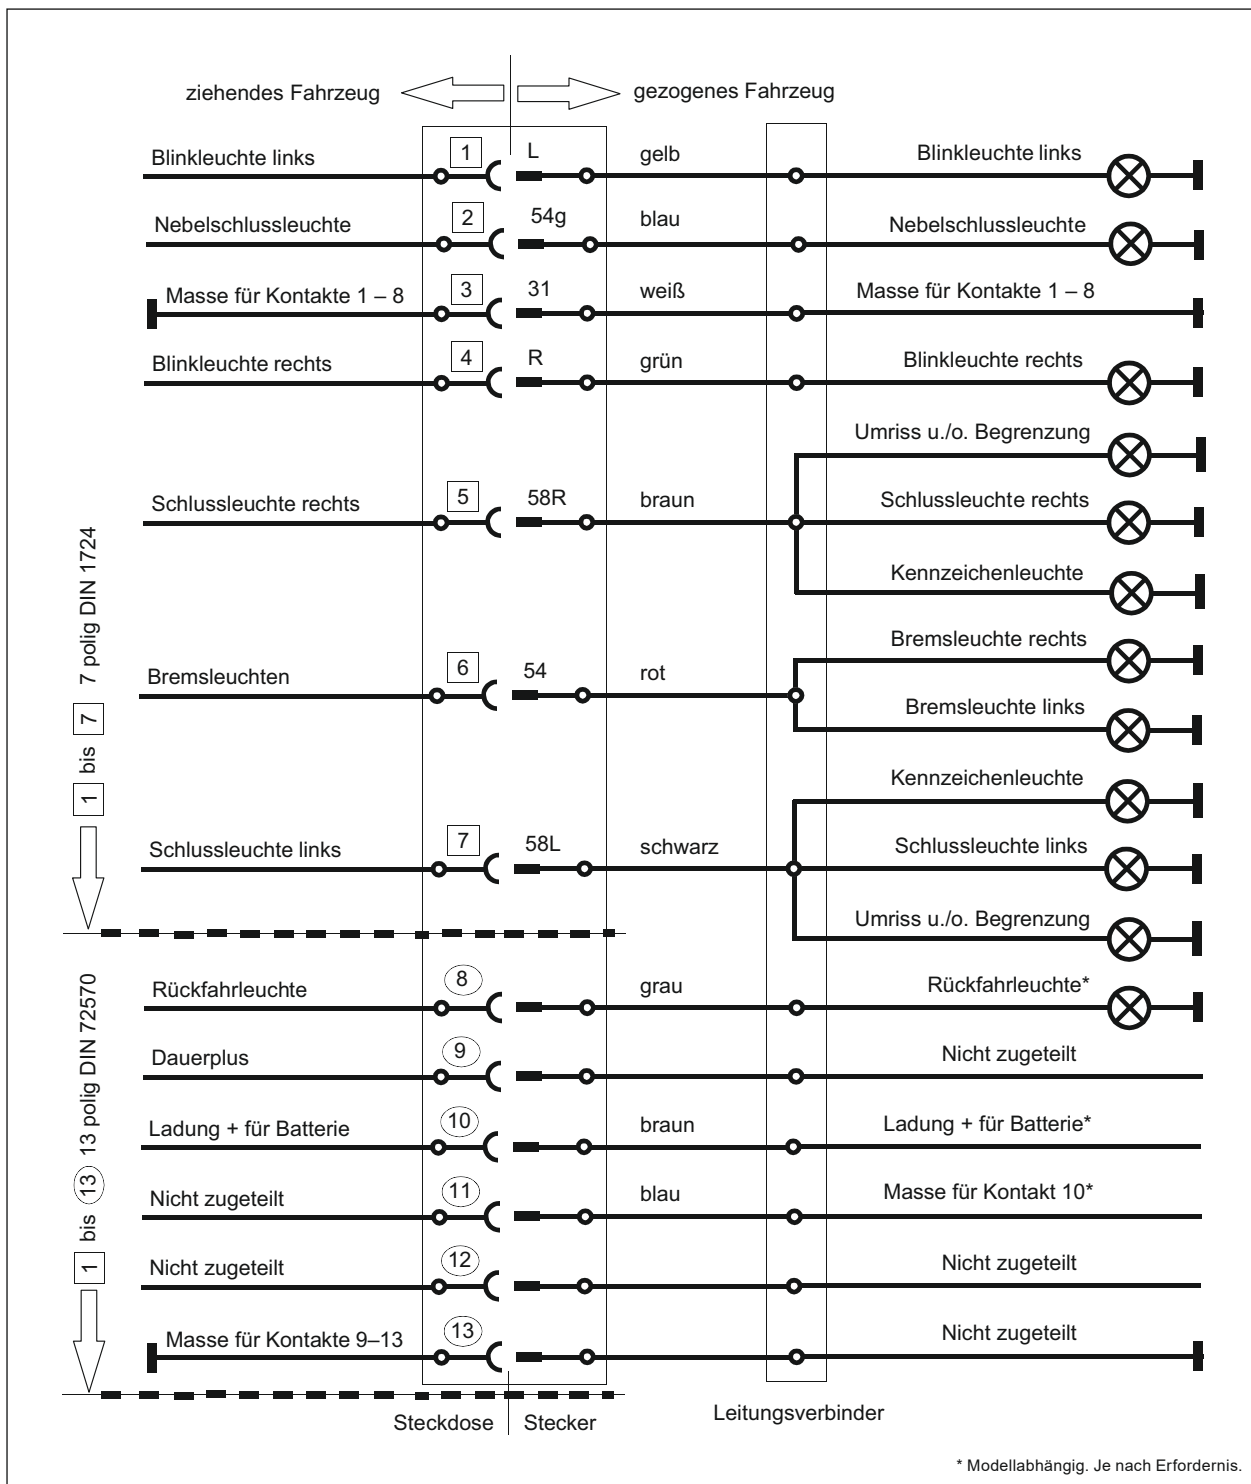 ziehendes Fahrzeug gezogenes Fahrzeug
Blinkleuchte links 1 L gelb Blinkleuchte links
Nebelschlussleuchte 2 54g blau Nebelschlussleuchte
Masse für Kontakte 1 – 8 3 31 weiß Masse für Kontakte 1 – 8
Blinkleuchte rechts 4 R grün Blinkleuchte rechts
Umriss u./o. Begrenzung
Schlussleuchte rechts 5 58R braun Schlussleuchte rechts
Kennzeichenleuchte
Bremsleuchte rechts
Bremsleuchten 6 54 rot
Bremsleuchte links
Kennzeichenleuchte
Schlussleuchte links 7 58L schwarz Schlussleuchte links
Umriss u./o. Begrenzung
1 bis 7 7 polig DIN 1724
Rückfahrleuchte 8 grau Rückfahrleuchte*
Dauerplus 9 Nicht zugeteilt
Ladung + für Batterie 10 braun Ladung + für Batterie*
Nicht zugeteilt 11 blau Masse für Kontakt 10*
Nicht zugeteilt 12 Nicht zugeteilt
Masse für Kontakte 9–13 13 Nicht zugeteilt
1 bis 13 13 polig DIN 72570
Steckdose Stecker Leitungsverbinder
* Modellabhängig. Je nach Erfordernis.